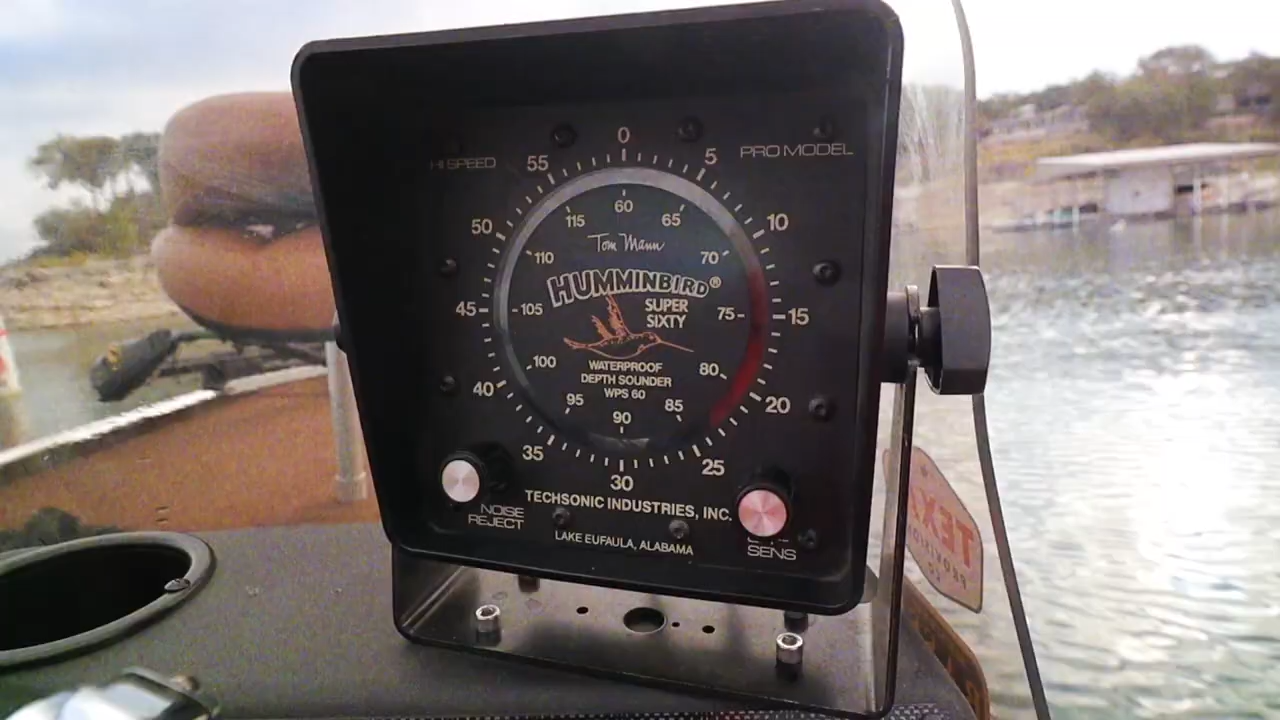 HI SPEED
PRO MODEL
0
5
10
15
20
25
30
35
40
45
50
55
60
65
70
75
80
85
90
95
100
105
110
115
Tom Mann
HUMMINBIRD®
SUPER
SIXTY
WATERPROOF
DEPTH SOUNDER
WPS 60
NOISE
REJECT
TECHSONIC INDUSTRIES, INC.
LAKE EUFAULA, ALABAMA
SENS